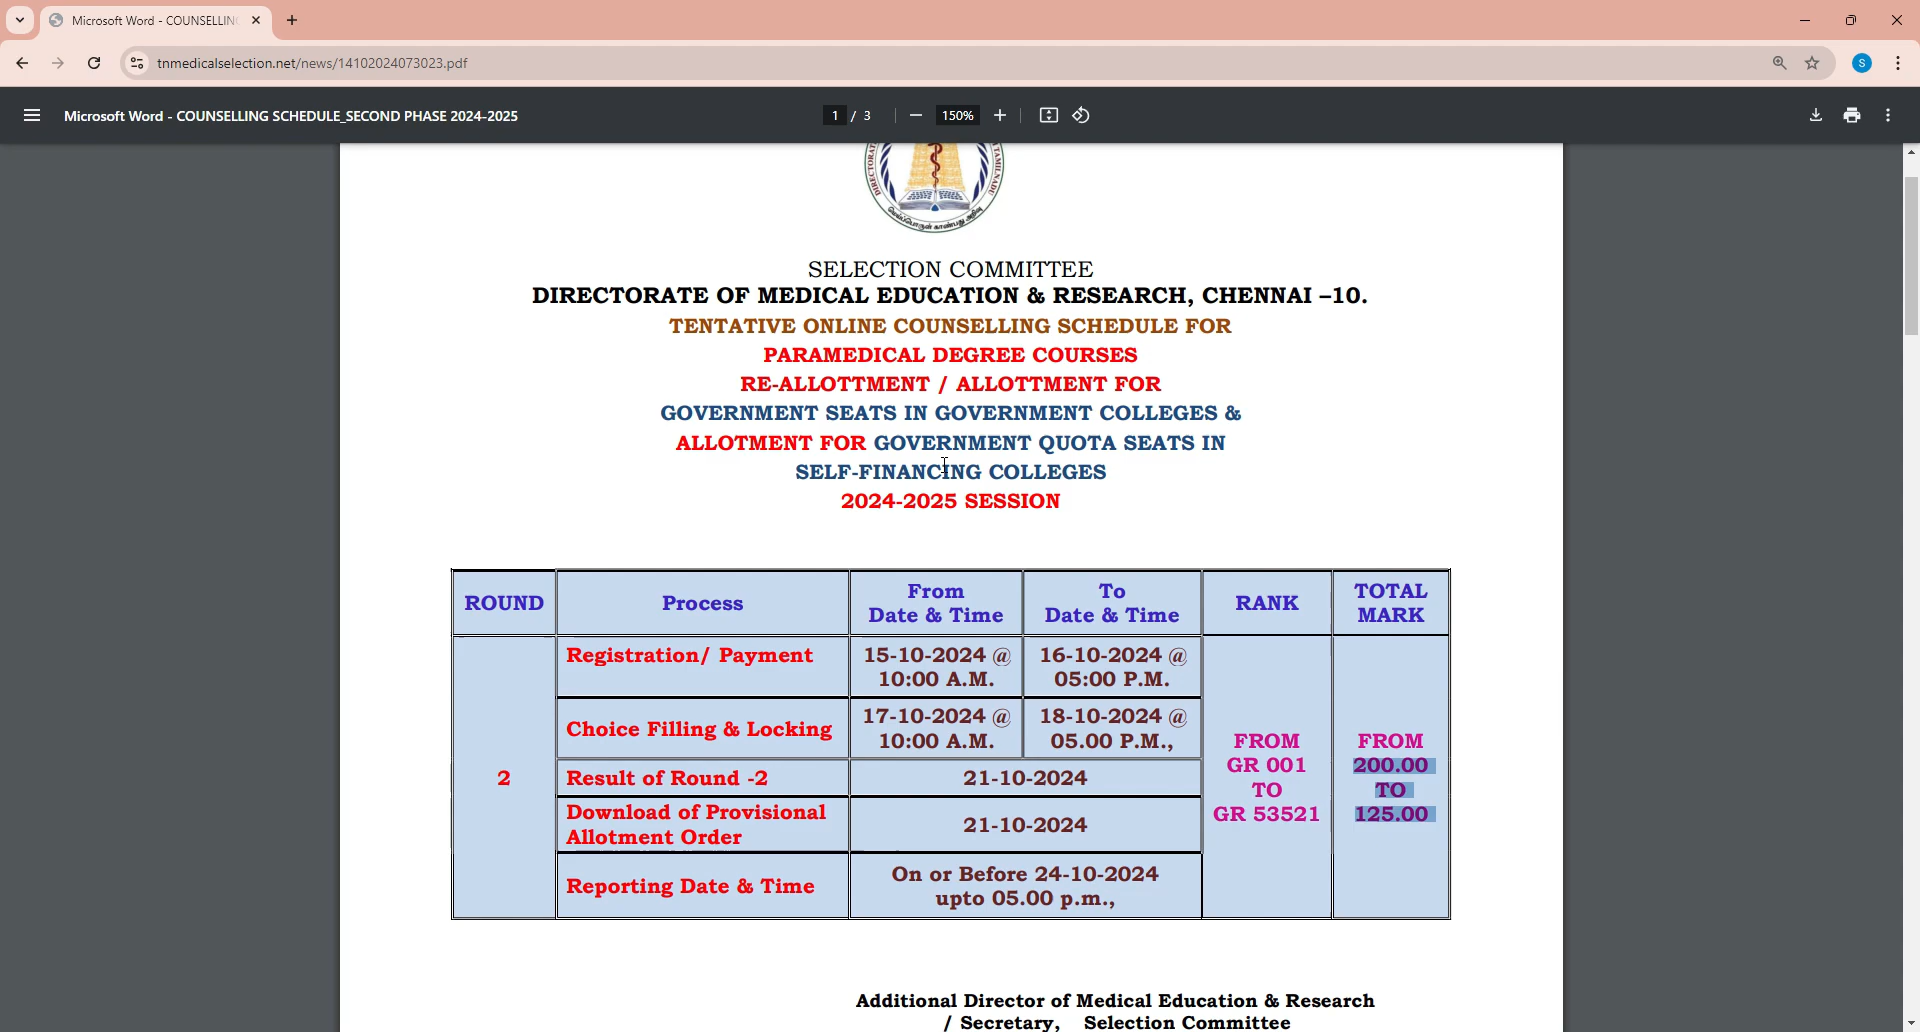 Microsoft Word - COUNSELLIN
tnmedicalselection.net/news/14102024073023.pdf
S
Microsoft Word - COUNSELLING SCHEDULE_SECOND PHASE 2024-2025
1 / 3
150%
SELECTION COMMITTEE
DIRECTORATE OF MEDICAL EDUCATION & RESEARCH, CHENNAI –10.
TENTATIVE ONLINE COUNSELLING SCHEDULE FOR
PARAMEDICAL DEGREE COURSES
RE-ALLOTTMENT / ALLOTTMENT FOR
GOVERNMENT SEATS IN GOVERNMENT COLLEGES &
ALLOTMENT FOR GOVERNMENT QUOTA SEATS IN
SELF-FINANCING COLLEGES
2024-2025 SESSION
ROUND
Process
From
Date & Time
To
Date & Time
RANK
TOTAL
MARK
2
Registration/ Payment
15-10-2024 @
10:00 A.M.
16-10-2024 @
05:00 P.M.
Choice Filling & Locking
17-10-2024 @
10:00 A.M.
18-10-2024 @
05.00 P.M.,
Result of Round -2
21-10-2024
Download of Provisional
Allotment Order
21-10-2024
Reporting Date & Time
On or Before 24-10-2024
upto 05.00 p.m.,
FROM
GR 001
TO
GR 53521
FROM
200.00
TO
125.00
Additional Director of Medical Education & Research
/ Secretary, Selection Committee